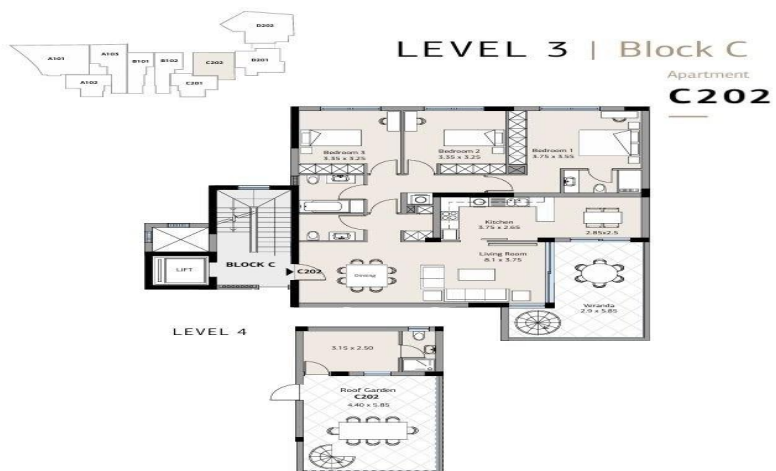 D202
A101
A103
B101
B102
C202
D201
A102
C201
LEVEL 3 | Block C
Apartment
C202
Bedroom 3
3.35 x 3.25
Bedroom 2
3.35 x 3.25
Bedroom 1
3.75 x 3.55
Kitchen
3.75 x 2.65
2.85x2.5
Living Room
8.1 x 3.75
BLOCK C
C202
Dining
LIFT
Veranda
2.9 x 5.85
LEVEL 4
3.15 x 2.50
Roof Garden
C202
4.40 x 5.85